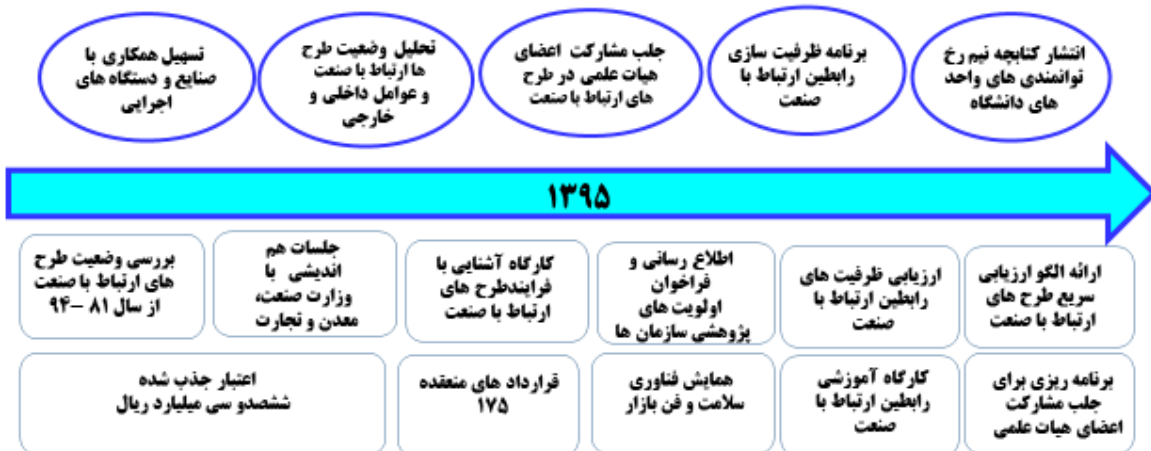 انتشار کتابچه نیم رخ
توانمندی های واحد
های دانشگاه
برنامه ظرفیت سازی
رابطین ارتباط با
صنعت
جلب مشارکت اعضای
هیات علمی در طرح
های ارتباط با صنعت
تحلیل وضعیت طرح
ها ارتباط با صنعت
و عوامل داخلی و
خارجی
تسهیل همکاری با
صنایع و دستگاه های
اجرایی
۱۳۹۵
ارائه الگو ارزیابی
سریع طرح های
ارتباط با صنعت
ارزیابی ظرفیت های
رابطین ارتباط با
صنعت
اطلاع رسانی و
فراخوان
اولویت های
پژوهشی سازمان ها
کارگاه آشنایی با
فرایندطرح های
ارتباط با صنعت
جلسات هم
اندیشی با
وزارت صنعت،
معدن و تجارت
بررسی وضعیت طرح
های ارتباط با صنعت
از سال ۸۱ –۹۴
برنامه ریزی برای
جلب مشارکت
اعضای هیات علمی
کارگاه آموزشی
رابطین ارتباط با
صنعت
همایش فناوری
سلامت و فن بازار
قرارداد های منعقده
۱۷۵
اعتبار جذب شده
ششصدو سی میلیارد ریال